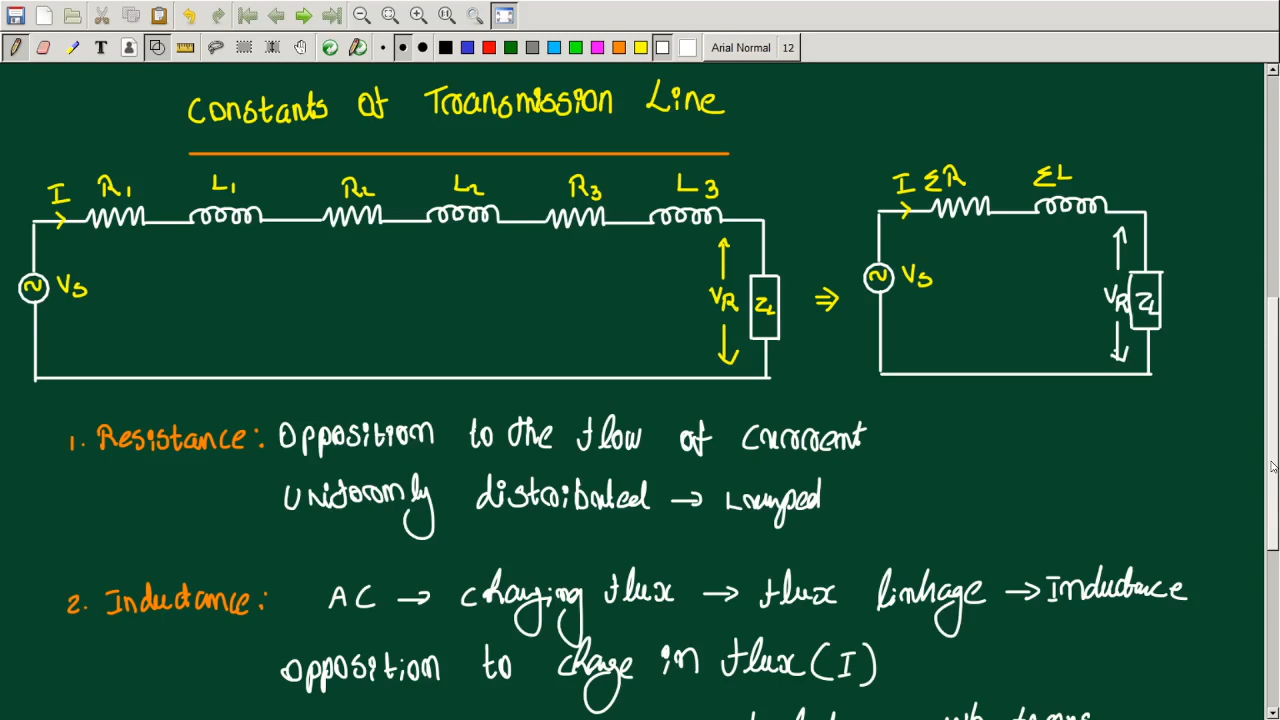 Arial Normal 12
Constants of Transmission Line
I R1 L1 R2 L2 R3 L3
Vs VR ZL
⇒
I ΣR ΣL
Vs VR ZL
1. Resistance: Opposition to the flow of current
Uniformly distributed → Lumped
2. Inductance: AC → changing flux → flux linkage → Inductance
Opposition to change in flux (I)